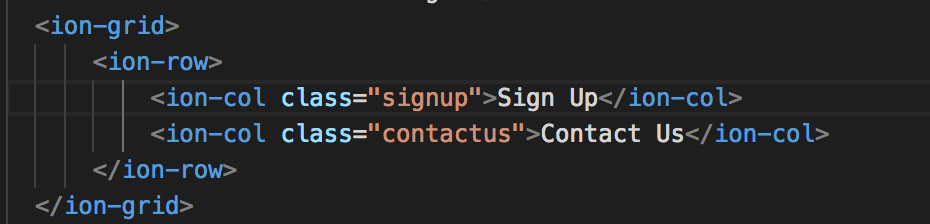 <ion-grid>
<ion-row>
<ion-col class="signup">Sign Up</ion-col>
<ion-col class="contactus">Contact Us</ion-col>
</ion-row>
</ion-grid>